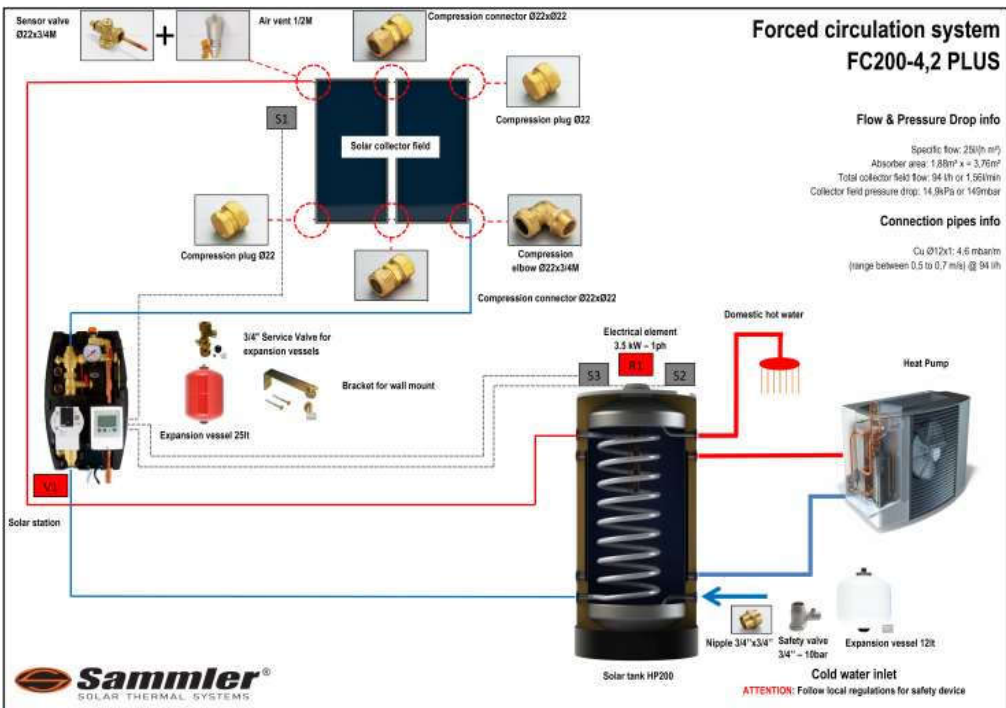 Sensor valve
Ø22x3/4M
Air vent 1/2M
Compression connector Ø22xØ22
Forced circulation system
FC200-4,2 PLUS
Compression plug Ø22
S1
Solar collector field
Flow & Pressure Drop info
Specific flow: 25l/(h m²)
Absorber area: 1,88m² x = 3,76m²
Total collector field flow: 94 l/h or 1,56l/min
Collector field pressure drop: 14,9kPa or 149mbar
Connection pipes info
Cu Ø12x1: 4,6 mbar/m
(range between 0,5 to 0,7 m/s) @ 94 l/h
Compression plug Ø22
Compression
elbow Ø22x3/4M
Compression connector Ø22xØ22
3/4" Service Valve for
expansion vessels
Bracket for wall mount
Expansion vessel 25lt
Electrical element
3.5 kW – 1ph
S3
R1
S2
Domestic hot water
Heat Pump
V1
Solar station
Nipple 3/4"x3/4"
Safety valve
3/4" – 10bar
Expansion vessel 12lt
Solar tank HP200
Cold water inlet
ATTENTION: Follow local regulations for safety device
Sammler®
SOLAR THERMAL SYSTEMS